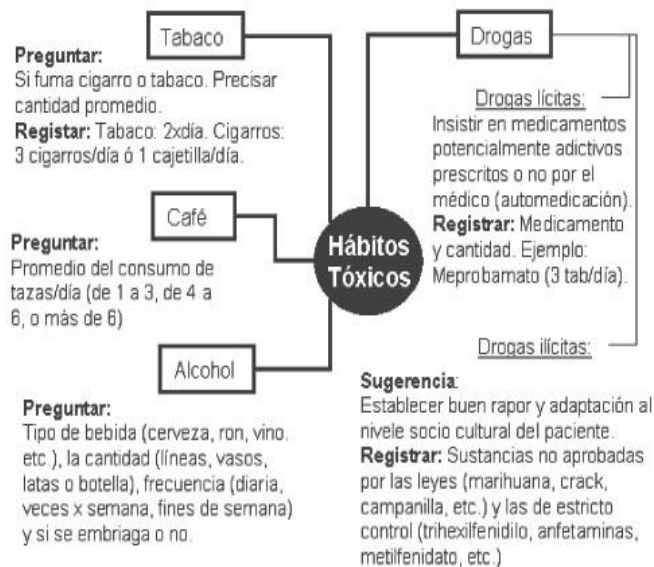 Tabaco
Preguntar:
Si fuma cigarro o tabaco. Precisar
cantidad promedio.
Registar: Tabaco: 2xdía. Cigarros:
3 cigarros/día ó 1 cajetilla/día.
Café
Preguntar:
Promedio del consumo de
tazas/día (de 1 a 3, de 4 a
6, o más de 6)
Alcohol
Preguntar:
Tipo de bebida (cerveza, ron, vino.
etc.), la cantidad (líneas, vasos,
latas o botella), frecuencia (diaria,
veces x semana, fines de semana)
y si se embriaga o no.
Hábitos
Tóxicos
Drogas
Drogas lícitas:
Insistir en medicamentos
potencialmente adictivos
prescritos o no por el
médico (automedicación).
Registrar: Medicamento
y cantidad. Ejemplo:
Meprobamato (3 tab/día).
Drogas ilícitas:
Sugerencia:
Establecer buen rapor y adaptación al
nivele socio cultural del paciente.
Registrar: Sustancias no aprobadas
por las leyes (marihuana, crack,
campanilla, etc.) y las de estricto
control (trihexilfenidilo, anfetaminas,
metilfenidato, etc.)